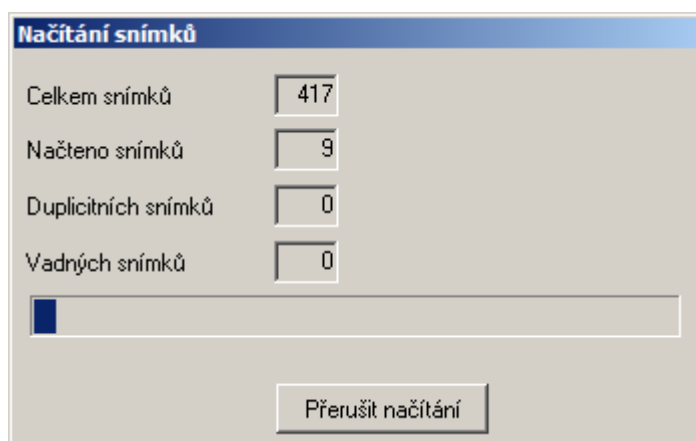 Načítání snímků
Celkem snímků 417
Načteno snímků 9
Duplicitních snímků 0
Vadných snímků 0
Přerušit načítání